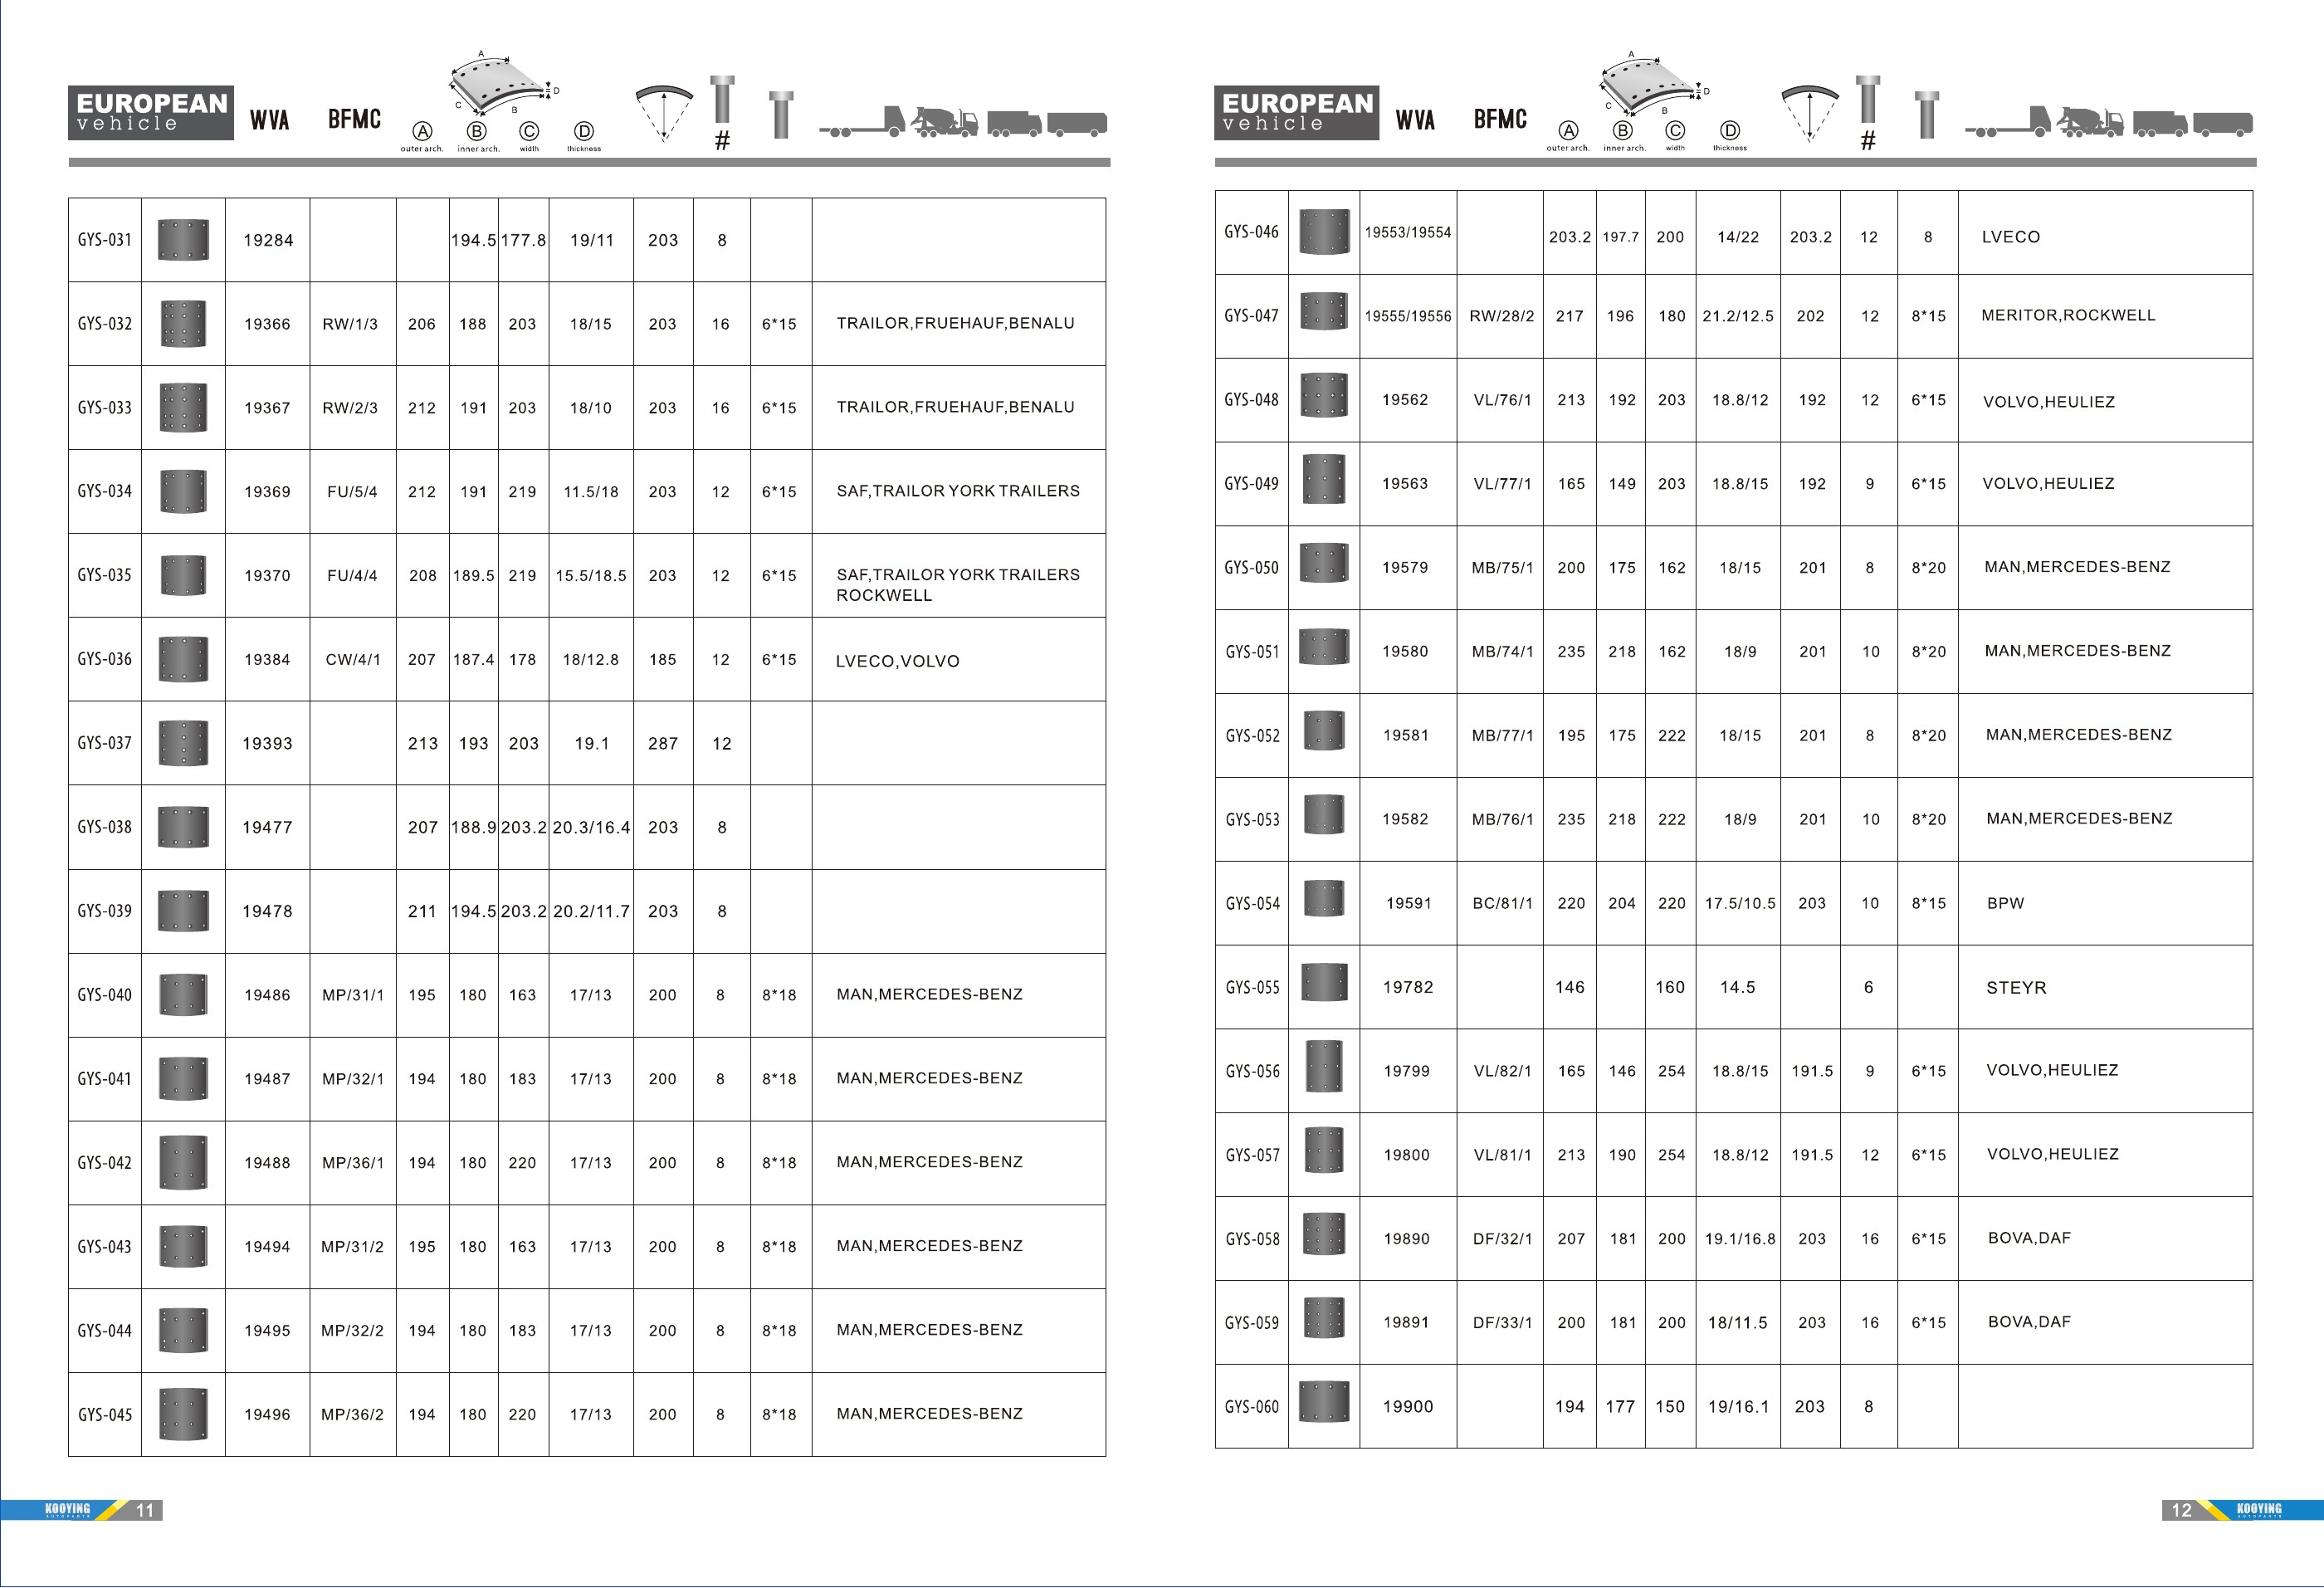 EUROPEAN
vehicle
WVA
BFMC
A
B
C
D
A B C D
outer arch. inner arch. width thickness
#
GYS-031 19284 194.5 177.8 19/11 203 8
GYS-032 19366 RW/1/3 206 188 203 18/15 203 16 6*15 TRAILOR,FRUEHAUF,BENALU
GYS-033 19367 RW/2/3 212 191 203 18/10 203 16 6*15 TRAILOR,FRUEHAUF,BENALU
GYS-034 19369 FU/5/4 212 191 219 11.5/18 203 12 6*15 SAF,TRAILOR YORK TRAILERS
GYS-035 19370 FU/4/4 208 189.5 219 15.5/18.5 203 12 6*15 SAF,TRAILOR YORK TRAILERS
ROCKWELL
GYS-036 19384 CW/4/1 207 187.4 178 18/12.8 185 12 6*15 LVECO,VOLVO
GYS-037 19393 213 193 203 19.1 287 12
GYS-038 19477 207 188.9 203.2 20.3/16.4 203 8
GYS-039 19478 211 194.5 203.2 20.2/11.7 203 8
GYS-040 19486 MP/31/1 195 180 163 17/13 200 8 8*18 MAN,MERCEDES-BENZ
GYS-041 19487 MP/32/1 194 180 183 17/13 200 8 8*18 MAN,MERCEDES-BENZ
GYS-042 19488 MP/36/1 194 180 220 17/13 200 8 8*18 MAN,MERCEDES-BENZ
GYS-043 19494 MP/31/2 195 180 163 17/13 200 8 8*18 MAN,MERCEDES-BENZ
GYS-044 19495 MP/32/2 194 180 183 17/13 200 8 8*18 MAN,MERCEDES-BENZ
GYS-045 19496 MP/36/2 194 180 220 17/13 200 8 8*18 MAN,MERCEDES-BENZ
KOOYING
AUTOPARTS
11
EUROPEAN
vehicle
WVA
BFMC
A
B
C
D
A B C D
outer arch. inner arch. width thickness
#
GYS-046 19553/19554 203.2 197.7 200 14/22 203.2 12 8 LVECO
GYS-047 19555/19556 RW/28/2 217 196 180 21.2/12.5 202 12 8*15 MERITOR,ROCKWELL
GYS-048 19562 VL/76/1 213 192 203 18.8/12 192 12 6*15 VOLVO,HEULIEZ
GYS-049 19563 VL/77/1 165 149 203 18.8/15 192 9 6*15 VOLVO,HEULIEZ
GYS-050 19579 MB/75/1 200 175 162 18/15 201 8 8*20 MAN,MERCEDES-BENZ
GYS-051 19580 MB/74/1 235 218 162 18/9 201 10 8*20 MAN,MERCEDES-BENZ
GYS-052 19581 MB/77/1 195 175 222 18/15 201 8 8*20 MAN,MERCEDES-BENZ
GYS-053 19582 MB/76/1 235 218 222 18/9 201 10 8*20 MAN,MERCEDES-BENZ
GYS-054 19591 BC/81/1 220 204 220 17.5/10.5 203 10 8*15 BPW
GYS-055 19782 146 160 14.5 6 STEYR
GYS-056 19799 VL/82/1 165 146 254 18.8/15 191.5 9 6*15 VOLVO,HEULIEZ
GYS-057 19800 VL/81/1 213 190 254 18.8/12 191.5 12 6*15 VOLVO,HEULIEZ
GYS-058 19890 DF/32/1 207 181 200 19.1/16.8 203 16 6*15 BOVA,DAF
GYS-059 19891 DF/33/1 200 181 200 18/11.5 203 16 6*15 BOVA,DAF
GYS-060 19900 194 177 150 19/16.1 203 8
12
KOOYING
AUTOPARTS